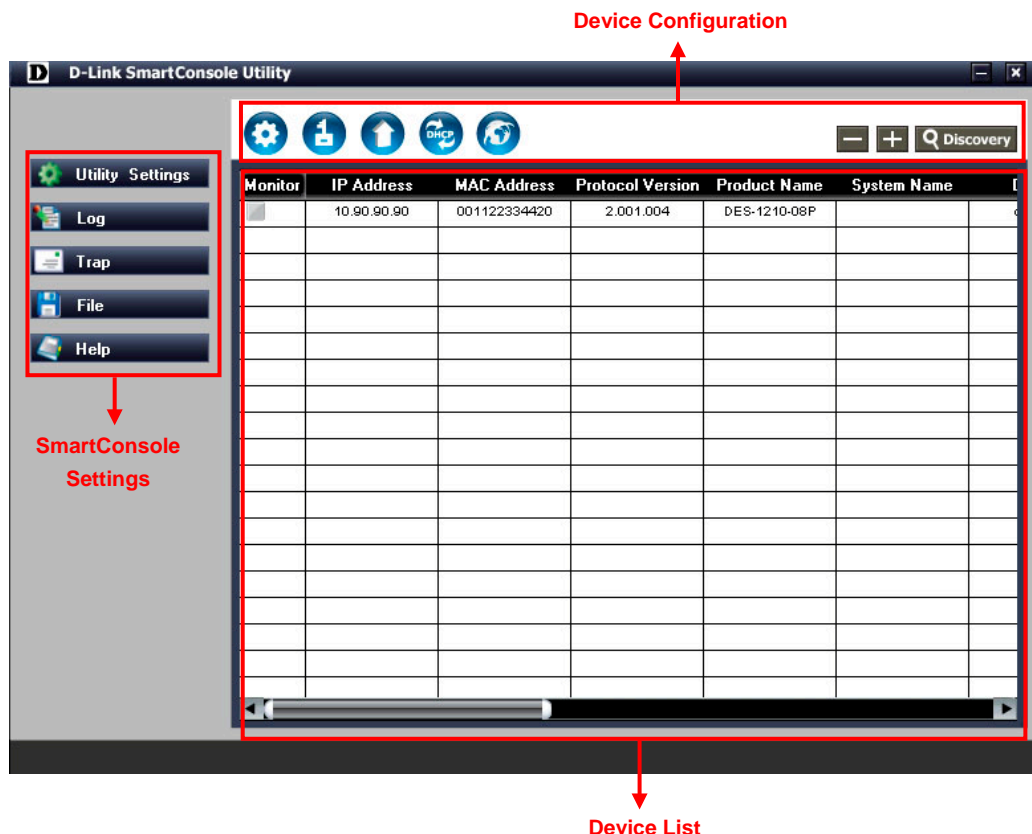 Device Configuration
D D-Link SmartConsole Utility
DHCP
Discovery
Utility Settings
Log
Trap
File
Help
Monitor IP Address MAC Address Protocol Version Product Name System Name
10.90.90.90 001122334420 2.001.004 DES-1210-08P
SmartConsole
Settings
Device List